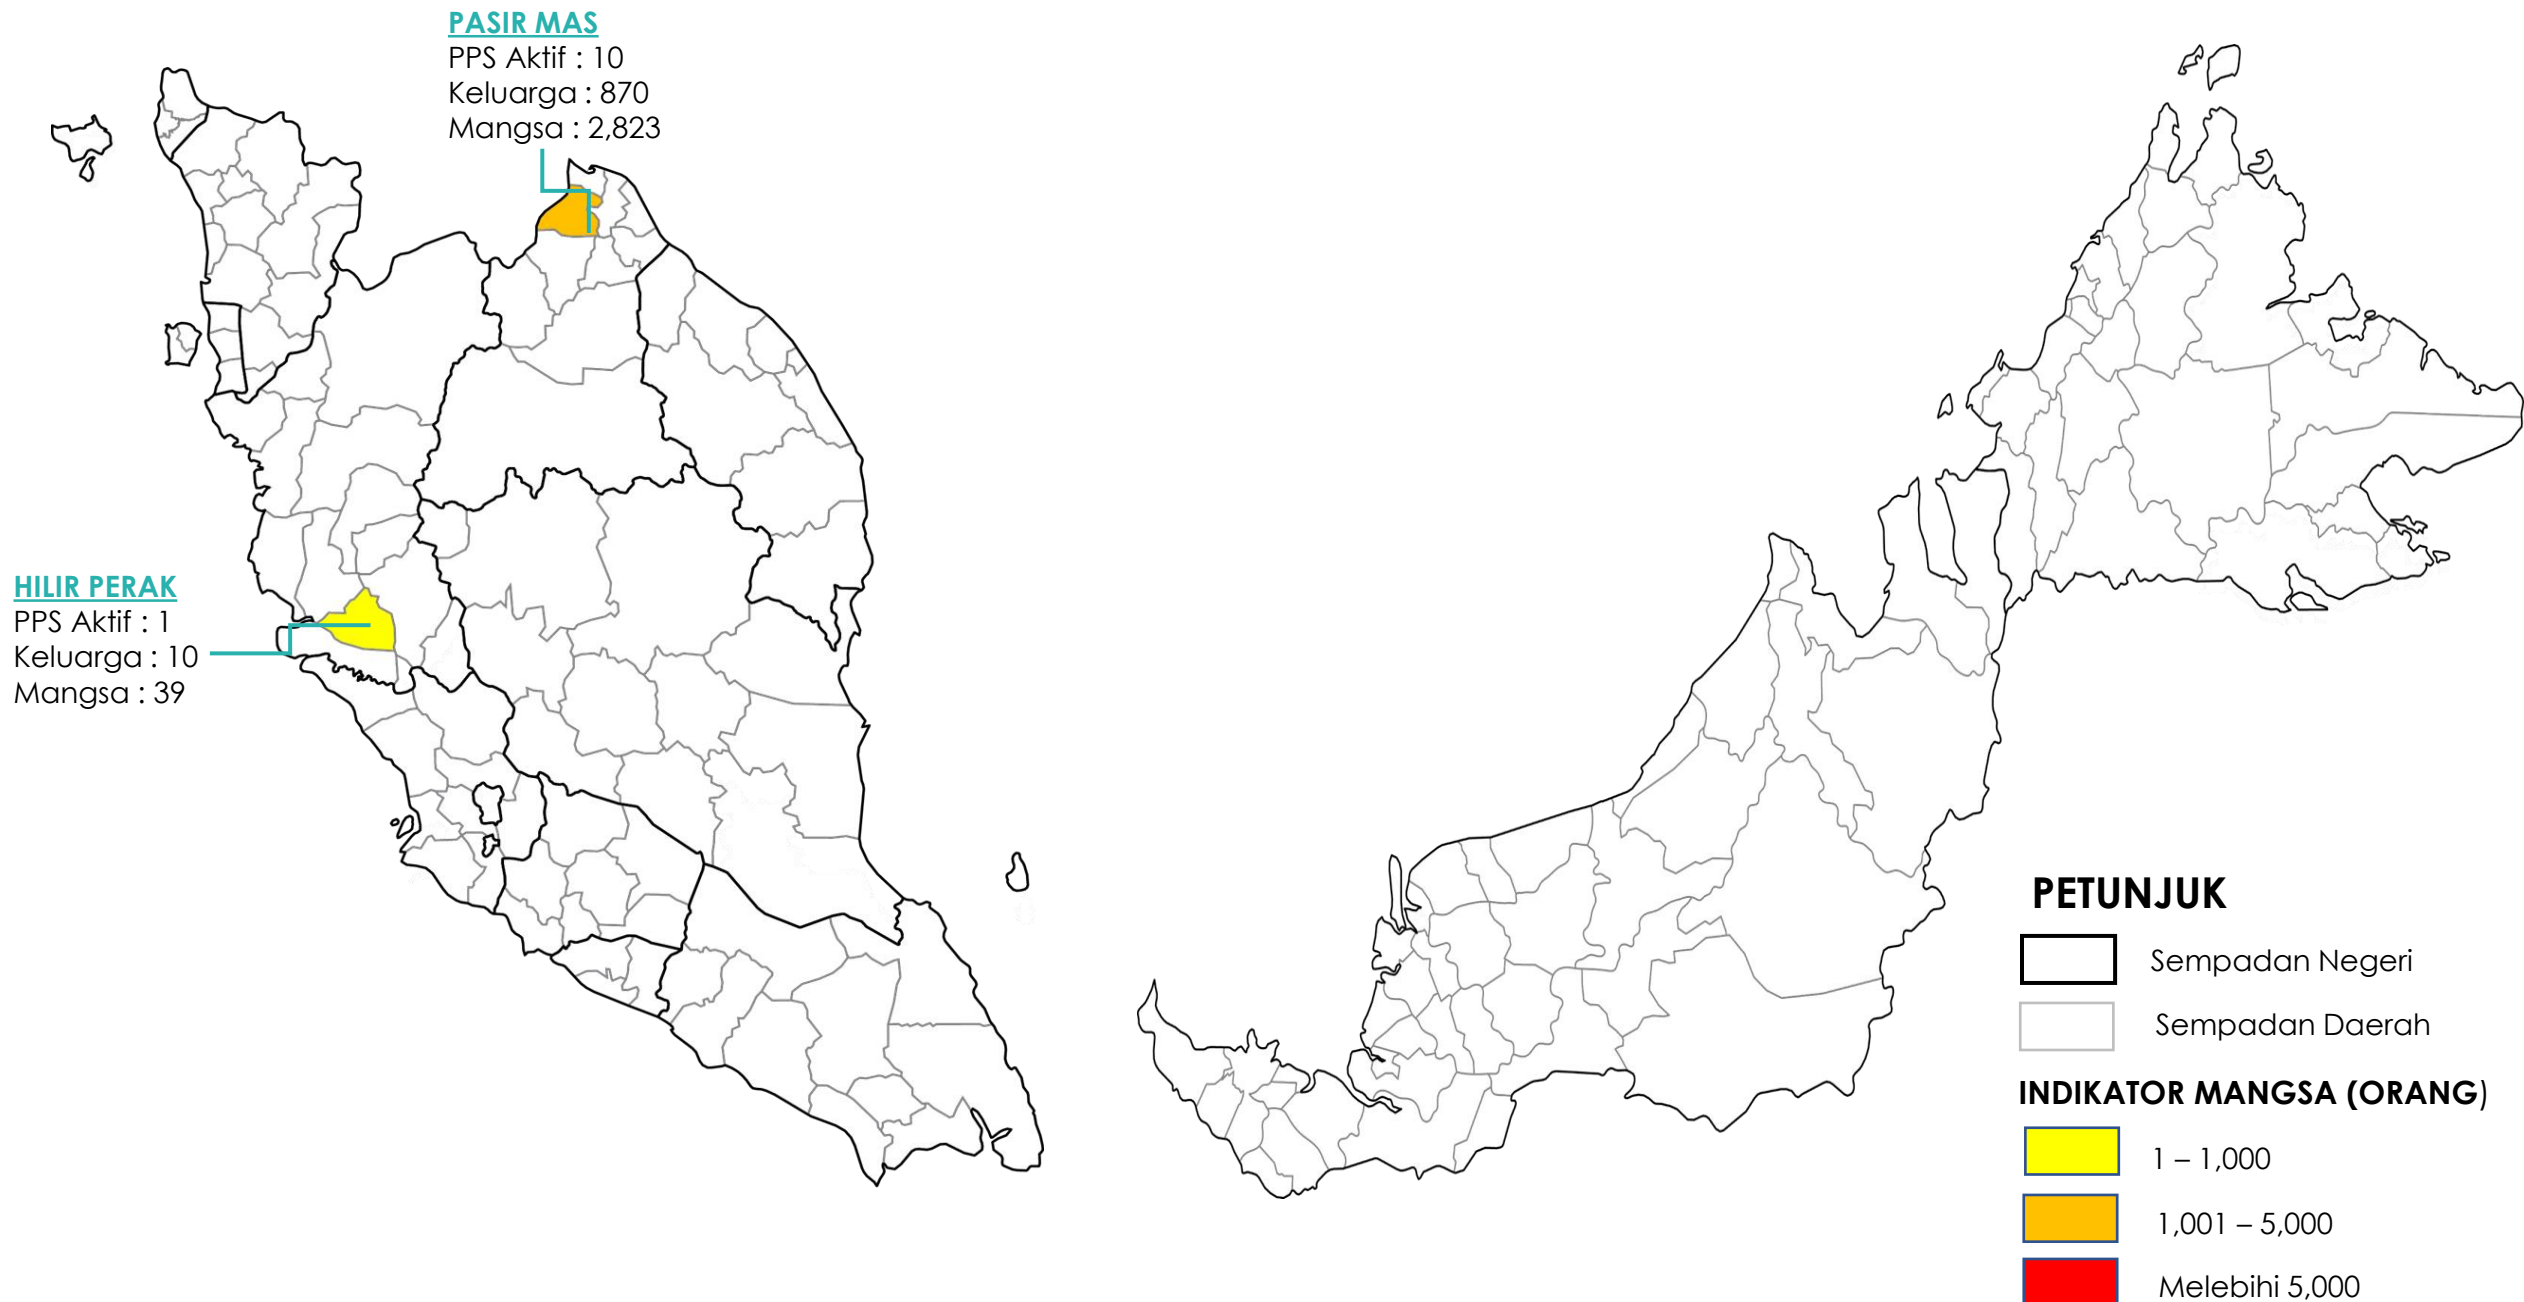 PASIR MAS
PPS Aktif : 10
Keluarga : 870
Mangsa : 2,823
HILIR PERAK
PPS Aktif : 1
Keluarga : 10
Mangsa : 39
PETUNJUK
Sempadan Negeri
Sempadan Daerah
INDIKATOR MANGSA (ORANG)
1 – 1,000
1,001 – 5,000
Melebihi 5,000